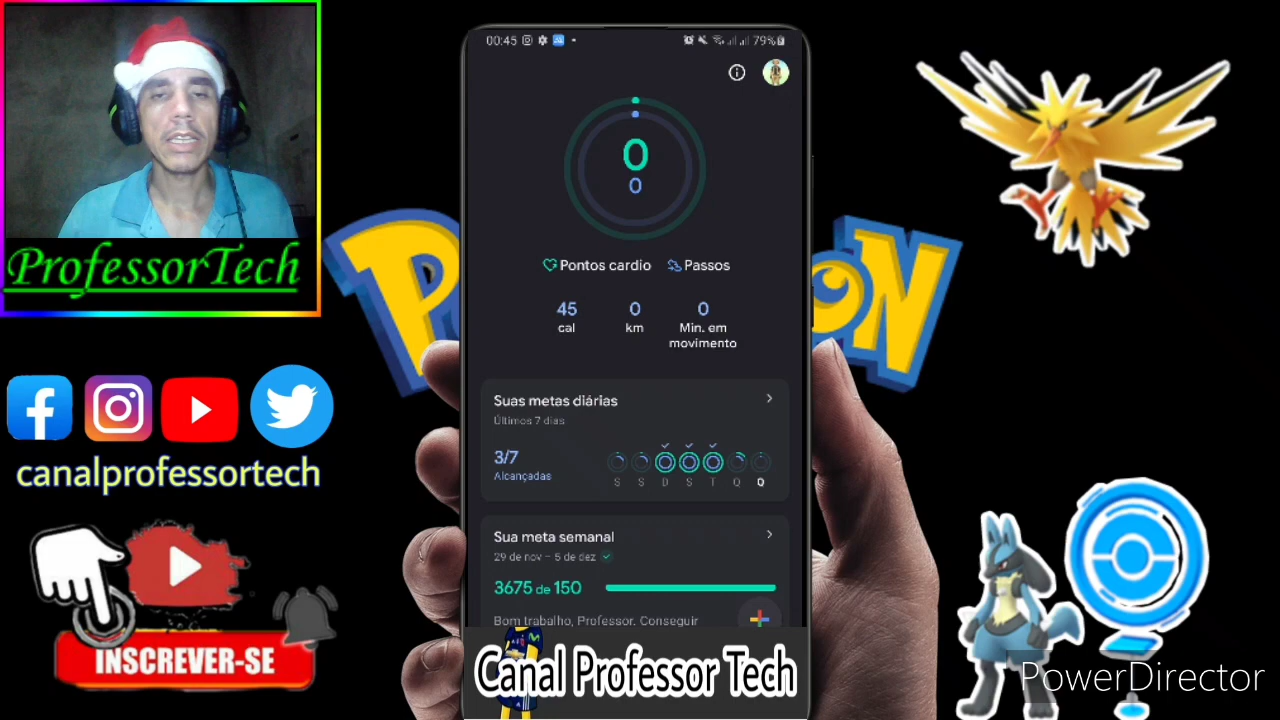 ProfessorTech
canalprofessortech
INSCREVER-SE
00:45
79%
0
0
Pontos cardio
Passos
45
cal
0
km
0
Min. em
movimento
Suas metas diárias
Últimos 7 dias
3/7
Alcançadas
S S D S T Q Q
Sua meta semanal
29 de nov – 5 de dez
3675 de 150
Bom trabalho, Professor. Conseguir
Canal Professor Tech
PowerDirector